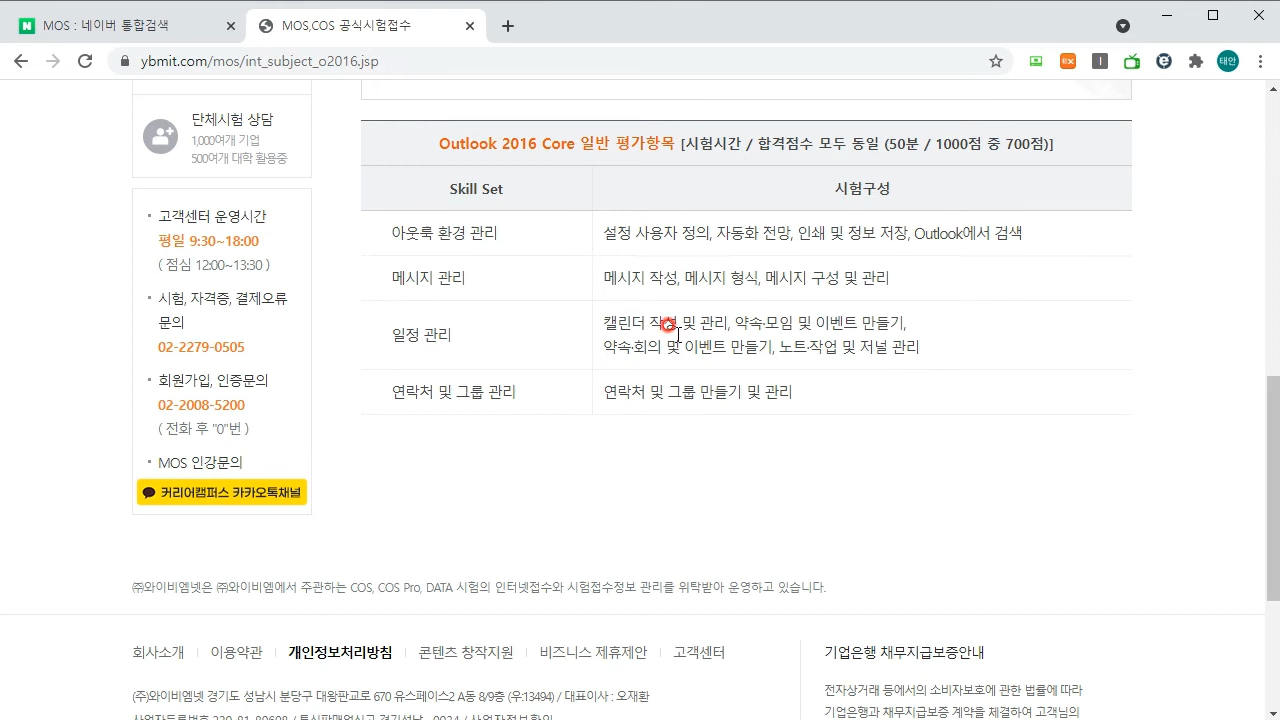 MOS : 네이버 통합검색
MOS,COS 공식시험접수
ybmit.com/mos/int_subject_o2016.jsp
EX
태안
단체시험 상담
1,000여개 기업
500여개 대학 활용중
고객센터 운영시간
평일 9:30~18:00
( 점심 12:00~13:30 )
시험, 자격증, 결제오류
문의
02-2279-0505
회원가입, 인증문의
02-2008-5200
( 전화 후 "0"번 )
MOS 인강문의
커리어캠퍼스 카카오톡채널
Outlook 2016 Core 일반 평가항목 [시험시간 / 합격점수 모두 동일 (50분 / 1000점 중 700점)]
Skill Set
시험구성
아웃룩 환경 관리
설정 사용자 정의, 자동화 전망, 인쇄 및 정보 저장, Outlook에서 검색
메시지 관리
메시지 작성, 메시지 형식, 메시지 구성 및 관리
일정 관리
캘린더 작성 및 관리, 약속·모임 및 이벤트 만들기,
약속·회의 및 이벤트 만들기, 노트·작업 및 저널 관리
연락처 및 그룹 관리
연락처 및 그룹 만들기 및 관리
㈜와이비엠넷은 ㈜와이비엠에서 주관하는 COS, COS Pro, DATA 시험의 인터넷접수와 시험접수정보 관리를 위탁받아 운영하고 있습니다.
회사소개
이용약관
개인정보처리방침
콘텐츠 창작지원
비즈니스 제휴제안
고객센터
기업은행 채무지급보증안내
(주)와이비엠넷 경기도 성남시 분당구 대왕판교로 670 유스페이스2 A동 8/9층 (우:13494) / 대표이사 : 오재환
전자상거래 등에서의 소비자보호에 관한 법률에 따라
기업은행과 채무지급보증 계약을 체결하여 고객님의